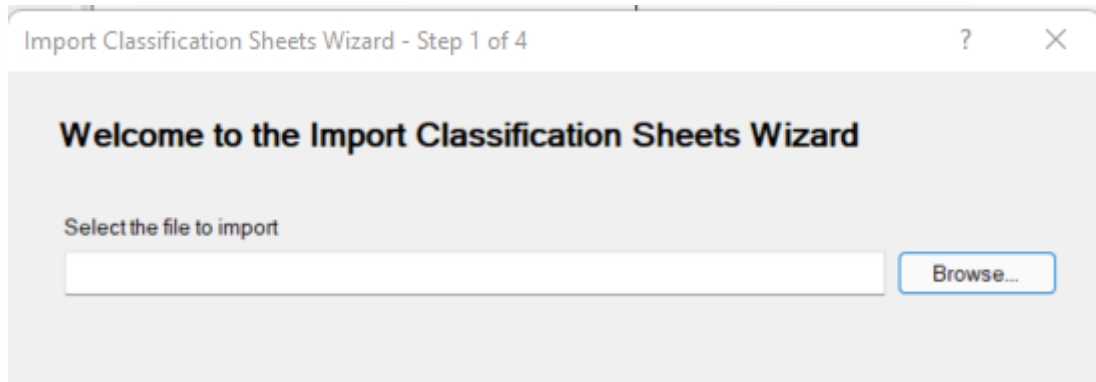 Import Classification Sheets Wizard - Step 1 of 4 ?
Welcome to the Import Classification Sheets Wizard
Select the file to import
Browse...